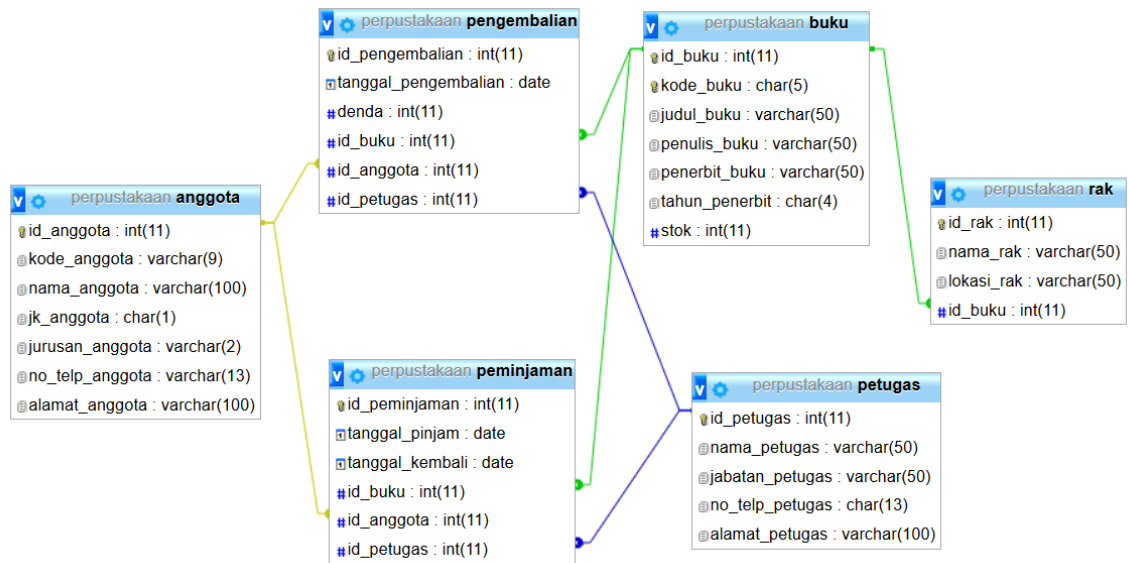 perpustakaan anggota
id_anggota : int(11)
kode_anggota : varchar(9)
nama_anggota : varchar(100)
jk_anggota : char(1)
jurusan_anggota : varchar(2)
no_telp_anggota : varchar(13)
alamat_anggota : varchar(100)
perpustakaan pengembalian
id_pengembalian : int(11)
tanggal_pengembalian : date
denda : int(11)
id_buku : int(11)
id_anggota : int(11)
id_petugas : int(11)
perpustakaan peminjaman
id_peminjaman : int(11)
tanggal_pinjam : date
tanggal_kembali : date
id_buku : int(11)
id_anggota : int(11)
id_petugas : int(11)
perpustakaan buku
id_buku : int(11)
kode_buku : char(5)
judul_buku : varchar(50)
penulis_buku : varchar(50)
penerbit_buku : varchar(50)
tahun_penerbit : char(4)
stok : int(11)
perpustakaan petugas
id_petugas : int(11)
nama_petugas : varchar(50)
jabatan_petugas : varchar(50)
no_telp_petugas : char(13)
alamat_petugas : varchar(100)
perpustakaan rak
id_rak : int(11)
nama_rak : varchar(50)
lokasi_rak : varchar(50)
id_buku : int(11)